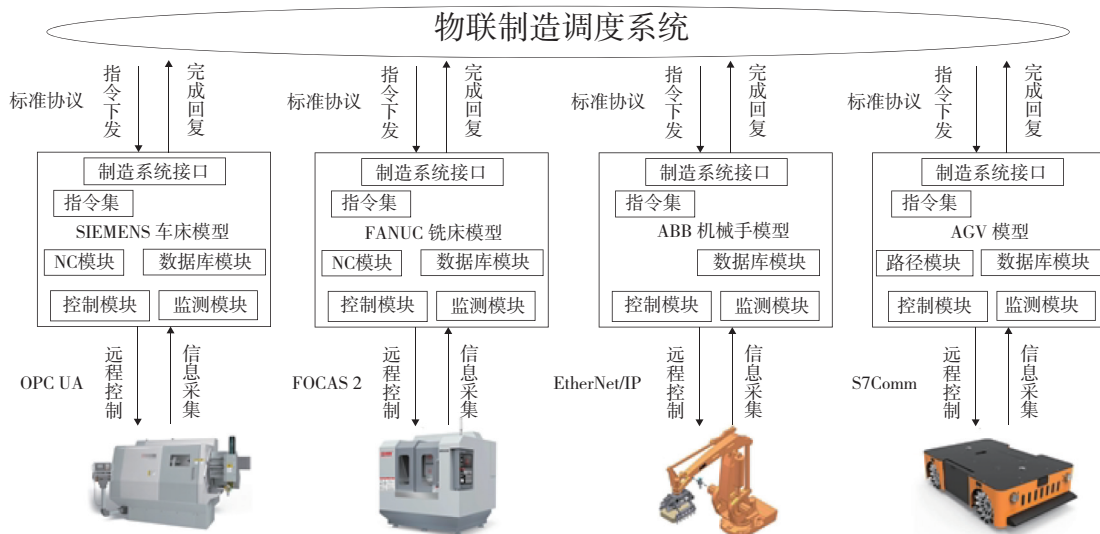 物联制造调度系统
标准协议
指令下发
完成回复
标准协议
指令下发
完成回复
标准协议
指令下发
完成回复
标准协议
指令下发
完成回复
制造系统接口
指令集
SIEMENS 车床模型
NC模块
数据库模块
控制模块
监测模块
制造系统接口
指令集
FANUC 铣床模型
NC模块
数据库模块
控制模块
监测模块
制造系统接口
指令集
ABB 机械手模型
数据库模块
控制模块
监测模块
制造系统接口
指令集
AGV 模型
路径模块
数据库模块
控制模块
监测模块
OPC UA
远程控制
信息采集
FOCAS 2
远程控制
信息采集
EtherNet/IP
远程控制
信息采集
S7Comm
远程控制
信息采集